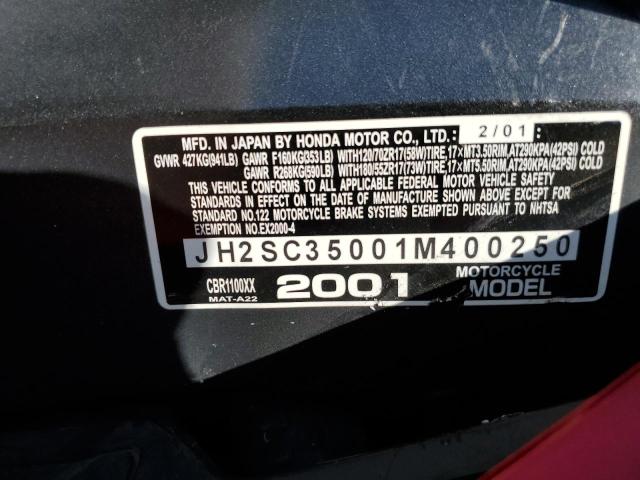 MFD. IN JAPAN BY HONDA MOTOR CO., LTD. : 2/01 :
GVWR 427KG(941LB) GAWR F160KG(353LB) WITH120/70ZR17(58W)TIRE,17×MT3.50RIM,AT290KPA(42PSI) COLD
GAWR R268KG(590LB) WITH180/55ZR17(73W)TIRE,17×MT5.50RIM,AT290KPA(42PSI) COLD
THIS VEHICLE CONFORMS TO ALL APPLICABLE FEDERAL MOTOR VEHICLE SAFETY
STANDARDS IN EFFECT ON THE DATE OF MANUFACTURE SHOWN ABOVE EXCEPT FOR
STANDARD NO.122 MOTORCYCLE BRAKE SYSTEMS EXEMPTED PURSUANT TO NHTSA
EXEMPTION NO.EX2000-4
JH2SC35001M400250
CBR1100XX 2001 MOTORCYCLE
MAT-A22 MODEL